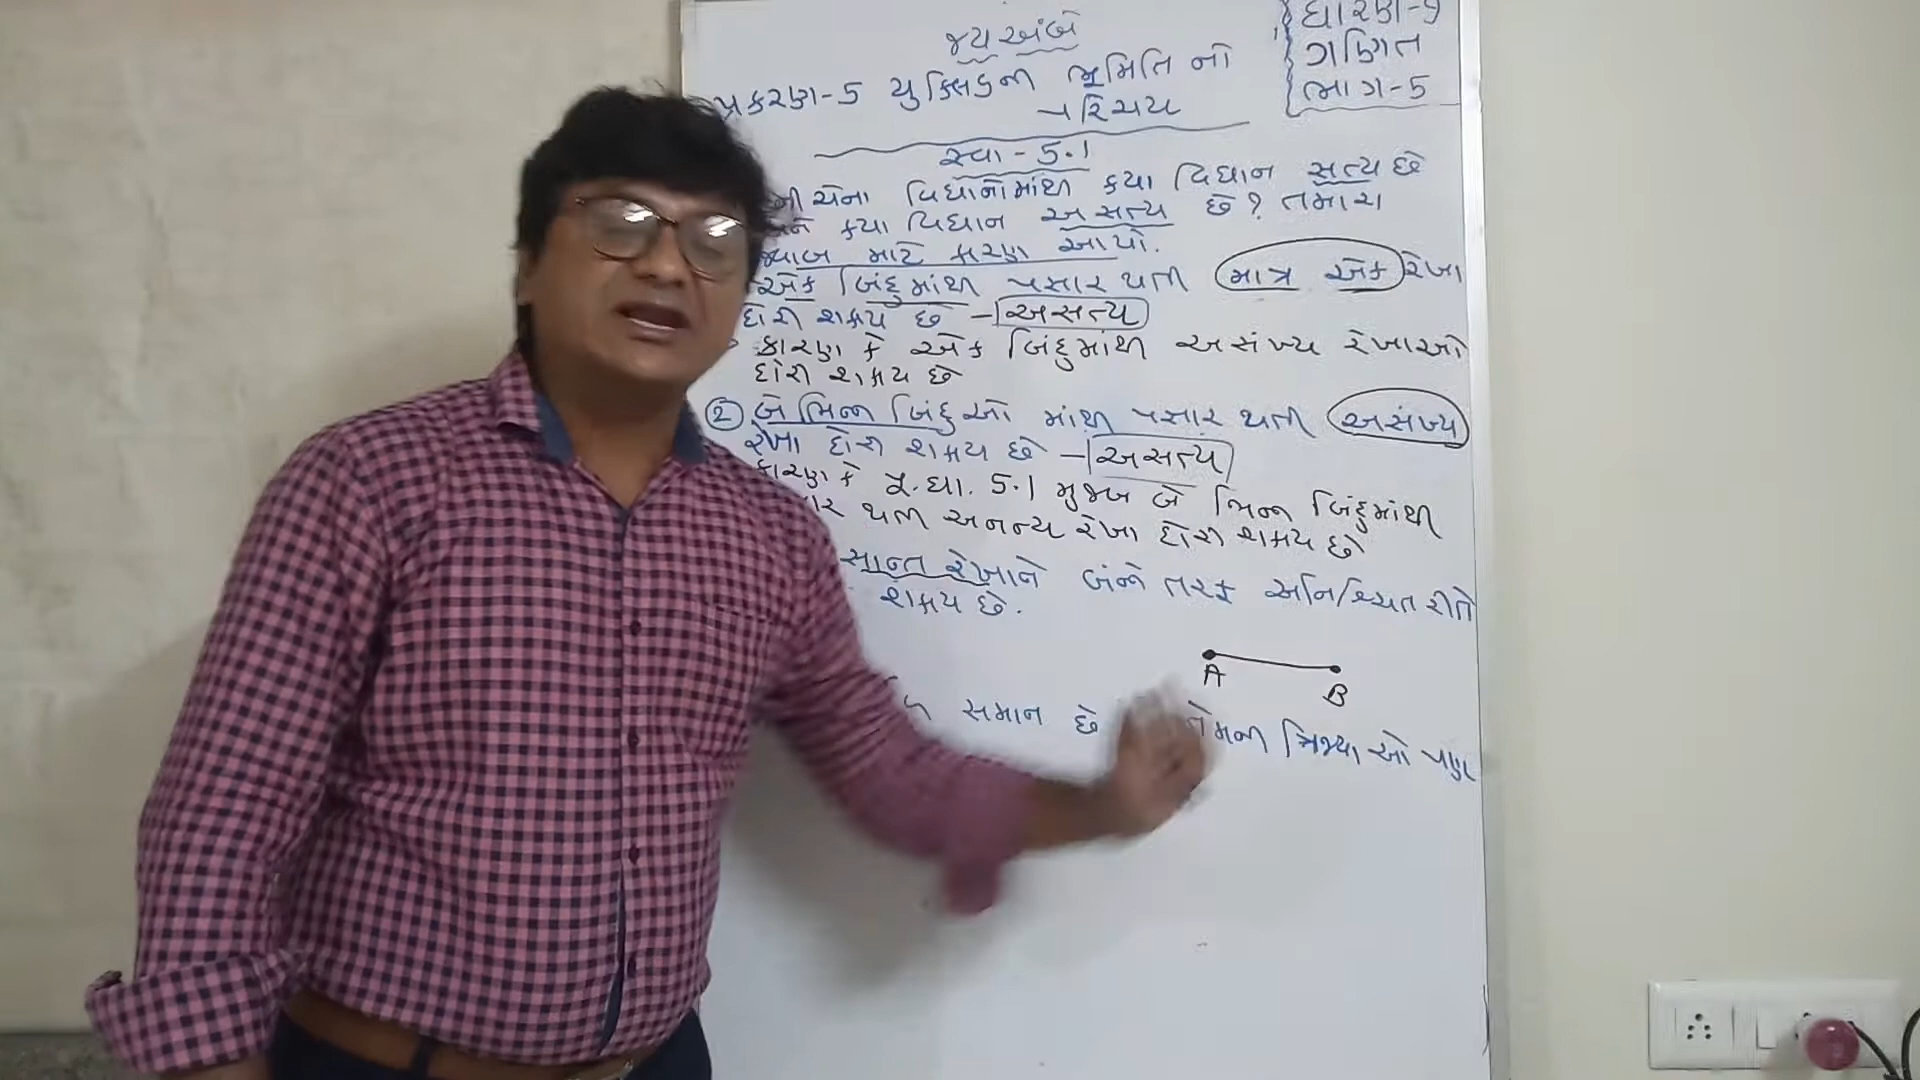 જય અંબે
ધોરણ-9
ગણિત
ભાગ-5
પ્રકરણ-5 યુક્લિડની ભૂમિતિ નો
પરિચય
સ્વા - 5.1
નીચેના વિધાનોમાંથી કયા વિધાન સત્ય છે
અને કયા વિધાન અસત્ય છે? તમારા
જવાબ માટે કારણ આપો.
એક બિંદુમાંથી પસાર થતી માત્ર એક રેખા
દોરી શકાય છે - અસત્ય
કારણ કે એક બિંદુમાંથી અસંખ્ય રેખાઓ
દોરી શકાય છે
② બે ભિન્ન બિંદુઓ માંથી પસાર થતી અસંખ્ય
રેખા દોરી શકાય છે - અસત્ય
કારણ કે પૂ.ધા. 5.1 મુજબ બે ભિન્ન બિંદુમાંથી
થતી અનન્ય રેખા દોરી શકાય છે
સાન્ત રેખાને બંને તરફ અનિશ્ચિત રીતે
શકાય છે.
A B
સમાન છે તેમની ત્રિજ્યાઓ પણ